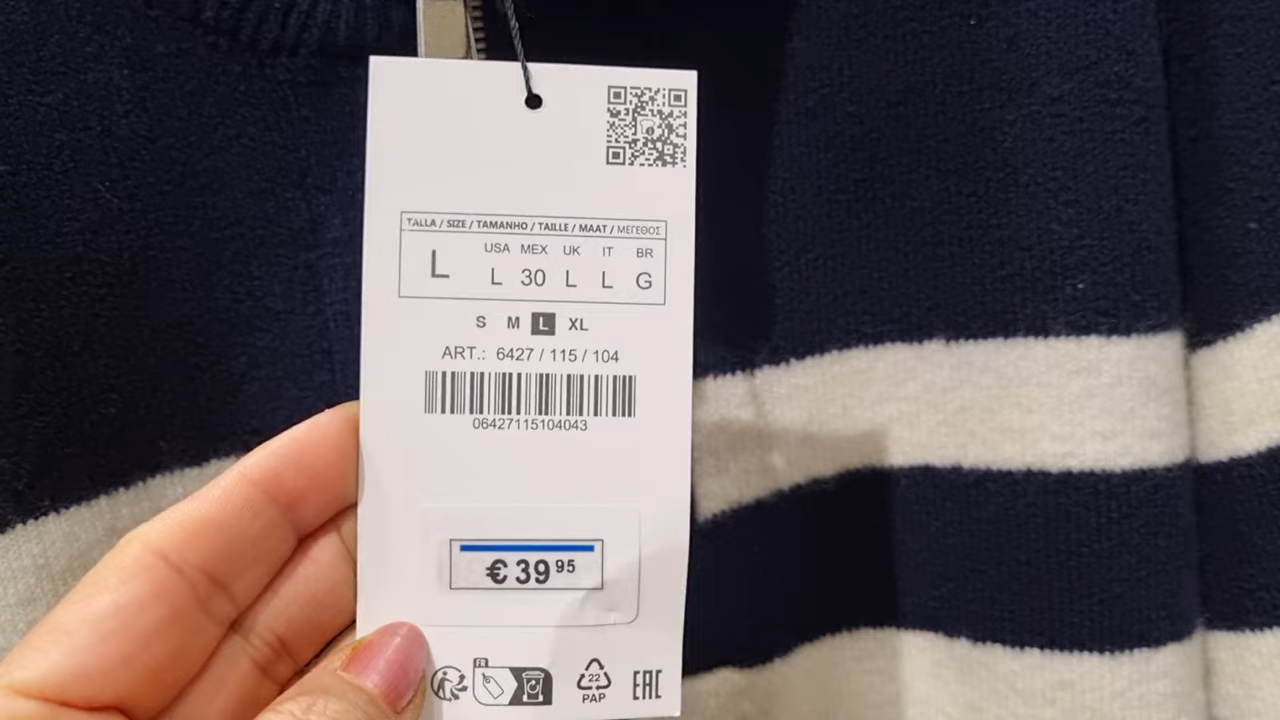 TALLA / SIZE / TAMANHO / TAILLE / MAAT / ΜΕΓΕΘΟΣ
USA MEX UK IT BR
L L 30 L L G
S M L XL
ART.: 6427 / 115 / 104
06427115104043
€ 39 95
FR
22
PAP
EAC